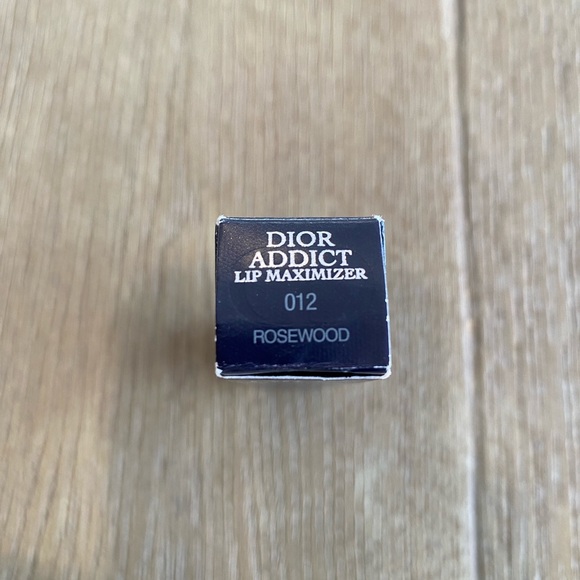 DIOR
ADDICT
LIP MAXIMIZER
012
ROSEWOOD